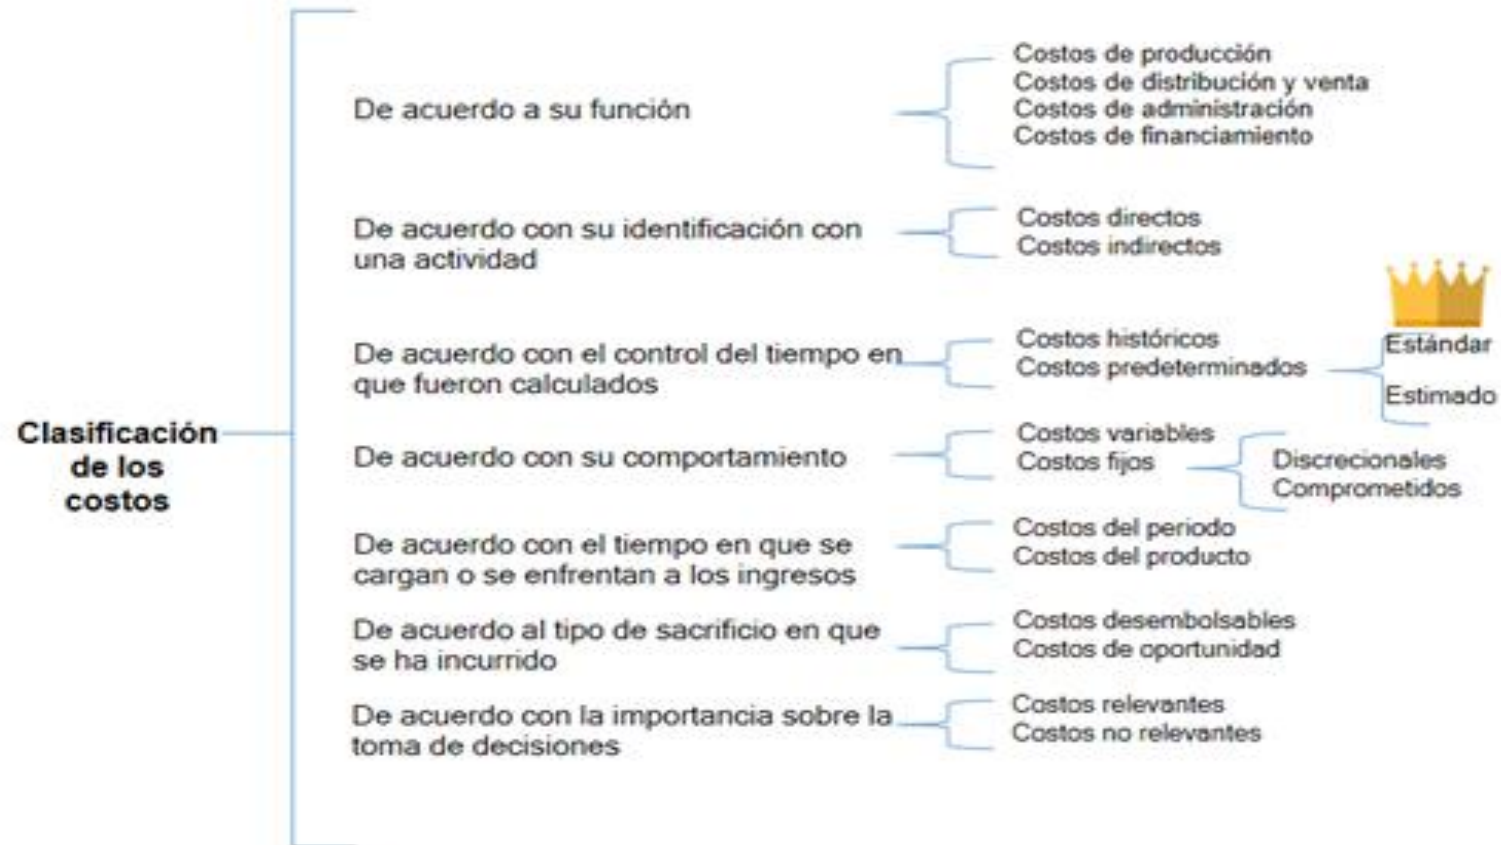 Clasificación
de los
costos
De acuerdo a su función
Costos de producción
Costos de distribución y venta
Costos de administración
Costos de financiamiento
De acuerdo con su identificación con
una actividad
Costos directos
Costos indirectos
De acuerdo con el control del tiempo en
que fueron calculados
Costos históricos
Costos predeterminados
Estándar
Estimado
De acuerdo con su comportamiento
Costos variables
Costos fijos
Discrecionales
Comprometidos
De acuerdo con el tiempo en que se
cargan o se enfrentan a los ingresos
Costos del periodo
Costos del producto
De acuerdo al tipo de sacrificio en que
se ha incurrido
Costos desembolsables
Costos de oportunidad
De acuerdo con la importancia sobre la
toma de decisiones
Costos relevantes
Costos no relevantes